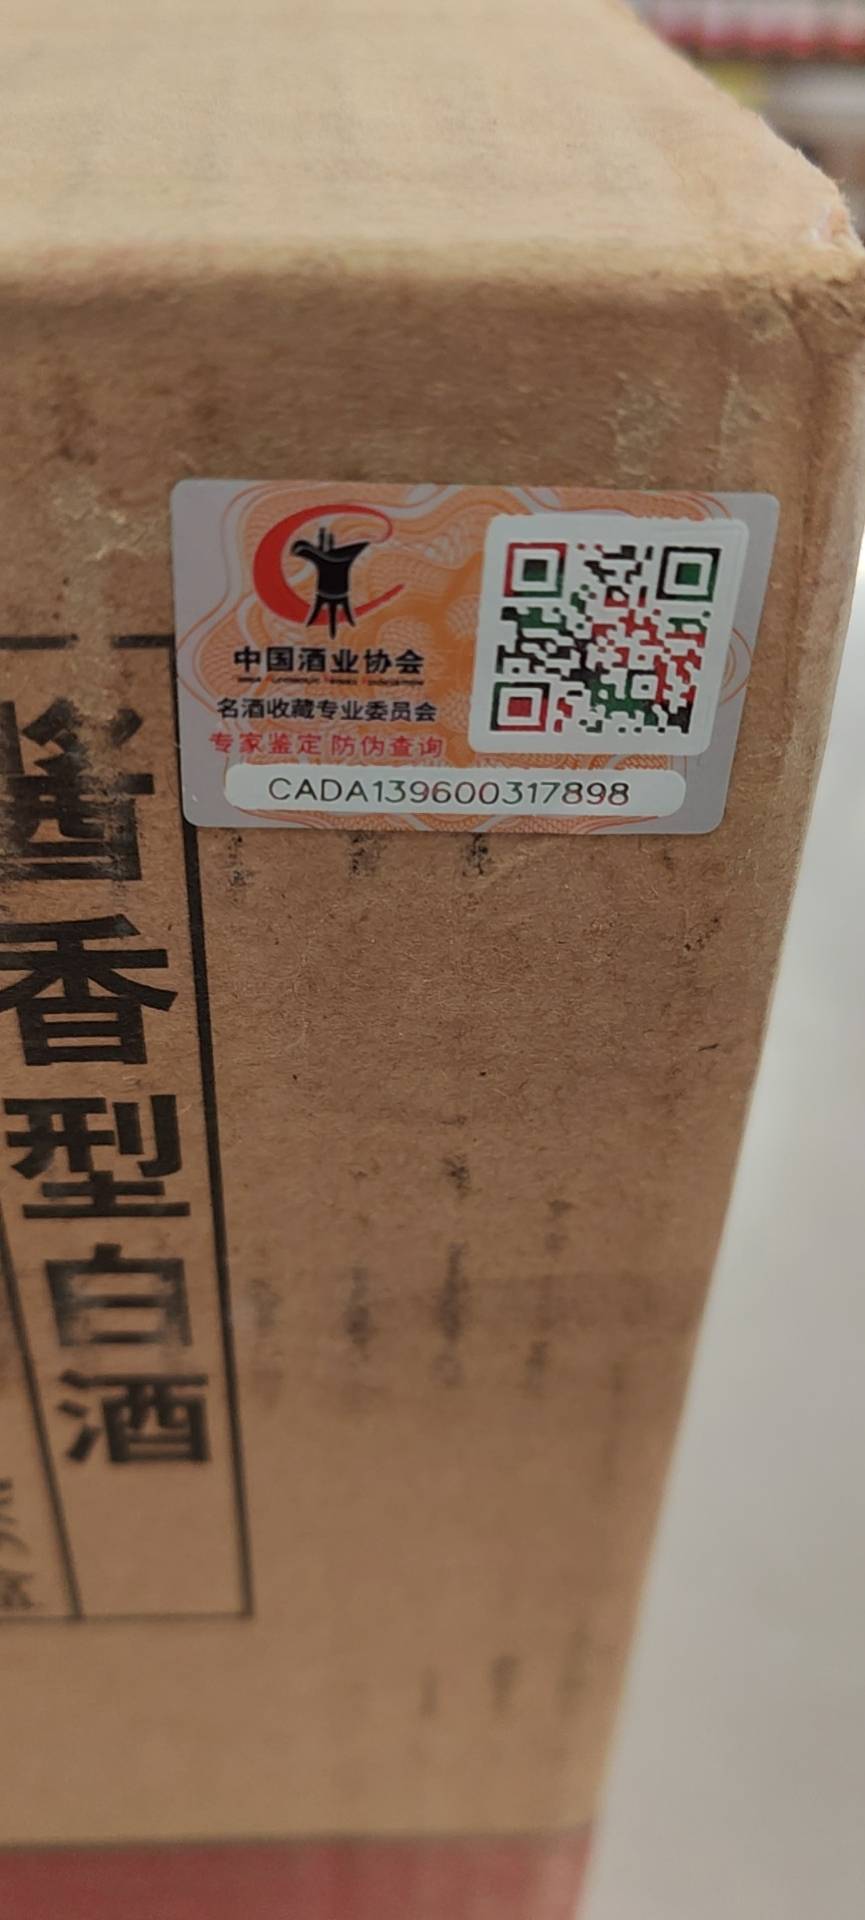 中国酒业协会
名酒收藏专业委员会
专家鉴定 防伪查询
CADA139600317898
酱香型白酒